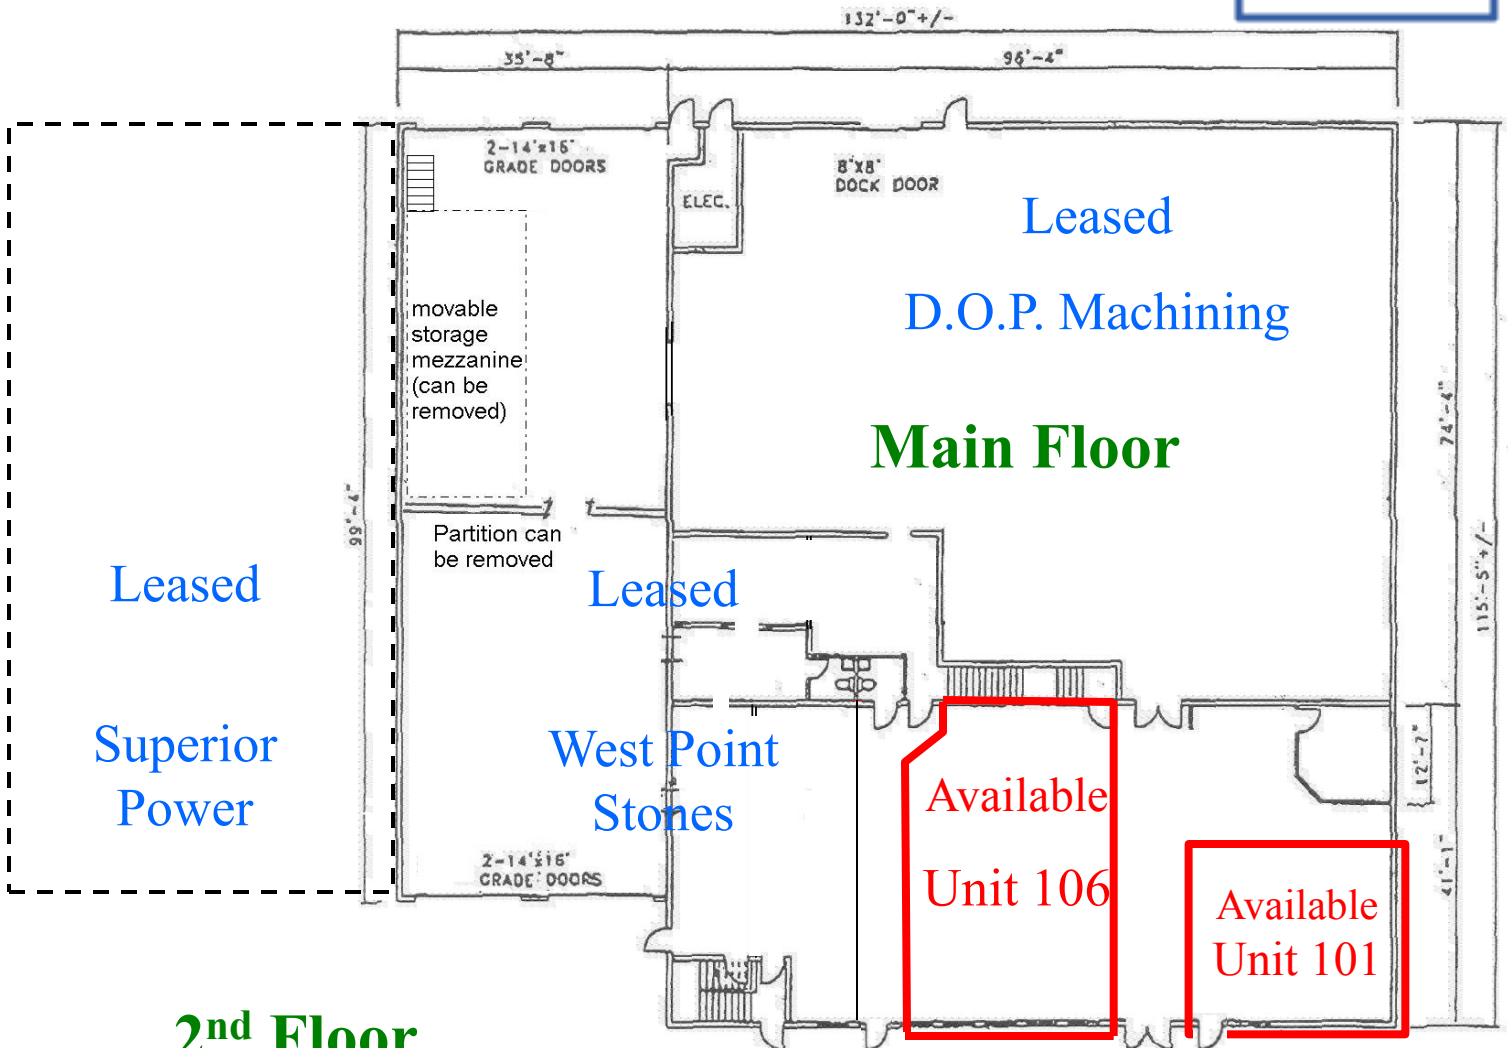 132'-0"+/-
35'-8"
96'-4"
2-14'x16'
GRADE DOORS
8'X8'
DOCK DOOR
ELEC.
Leased
D.O.P. Machining
movable
storage
mezzanine
(can be
removed)
Main Floor
74'-4"
99'-4"
Partition can
be removed
115'-5"+/-
Leased
Leased
Superior
Power
West Point
Stones
12'-7"
Available
Unit 106
41'-1"
2-14'x16'
GRADE DOORS
Available
Unit 101
2nd Floor